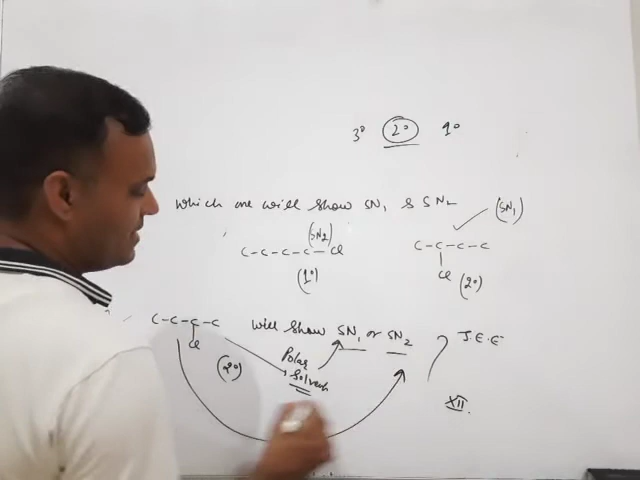 3° 2° 1°
which one will show SN1 & SN2
(SN2) (SN1)
C-C-C-C-C-Cl C-C-C-C
(1°) Cl (2°)
C-C-C-C will show SN1 or SN2
Cl J.E.E
(2°) Polar
Solvent
XII.